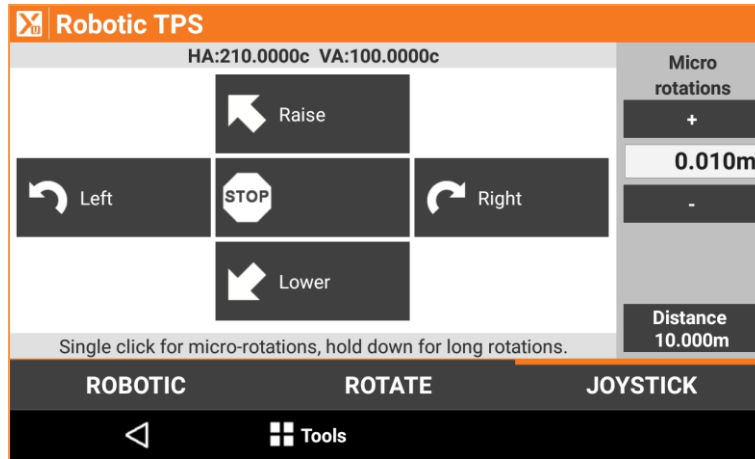 Robotic TPS
HA:210.0000c VA:100.0000c
Micro
rotations
Raise
+
0.010m
Left
STOP
Right
-
Lower
Distance
10.000m
Single click for micro-rotations, hold down for long rotations.
ROBOTIC
ROTATE
JOYSTICK
Tools